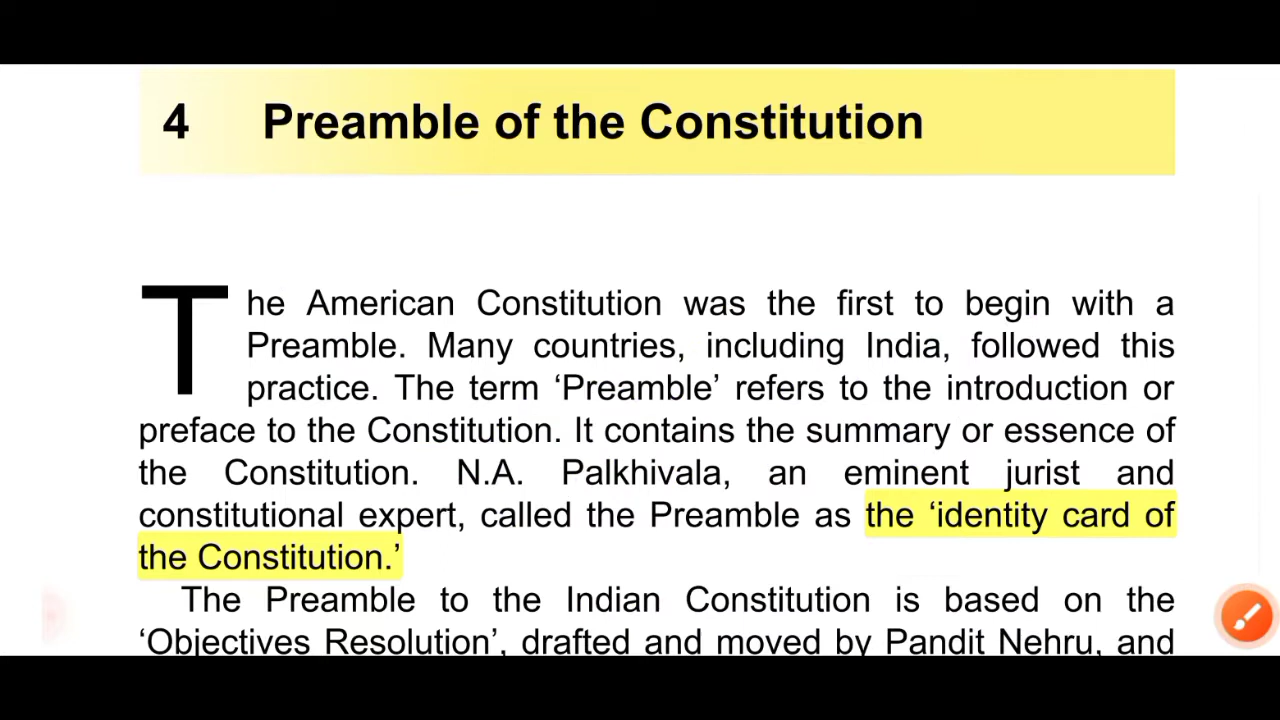 4 Preamble of the Constitution
The American Constitution was the first to begin with a
Preamble. Many countries, including India, followed this
practice. The term ‘Preamble’ refers to the introduction or
preface to the Constitution. It contains the summary or essence of
the Constitution. N.A. Palkhivala, an eminent jurist and
constitutional expert, called the Preamble as the ‘identity card of
the Constitution.’
The Preamble to the Indian Constitution is based on the
‘Objectives Resolution’, drafted and moved by Pandit Nehru, and